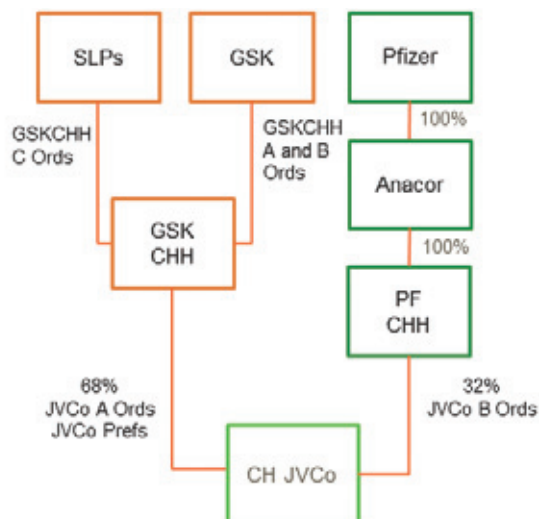 SLPs
GSK
Pfizer
GSKCHH
C Ords
GSKCHH
A and B
Ords
100%
Anacor
GSK
CHH
100%
PF
CHH
68%
JVCo A Ords
JVCo Prefs
32%
JVCo B Ords
CH JVCo